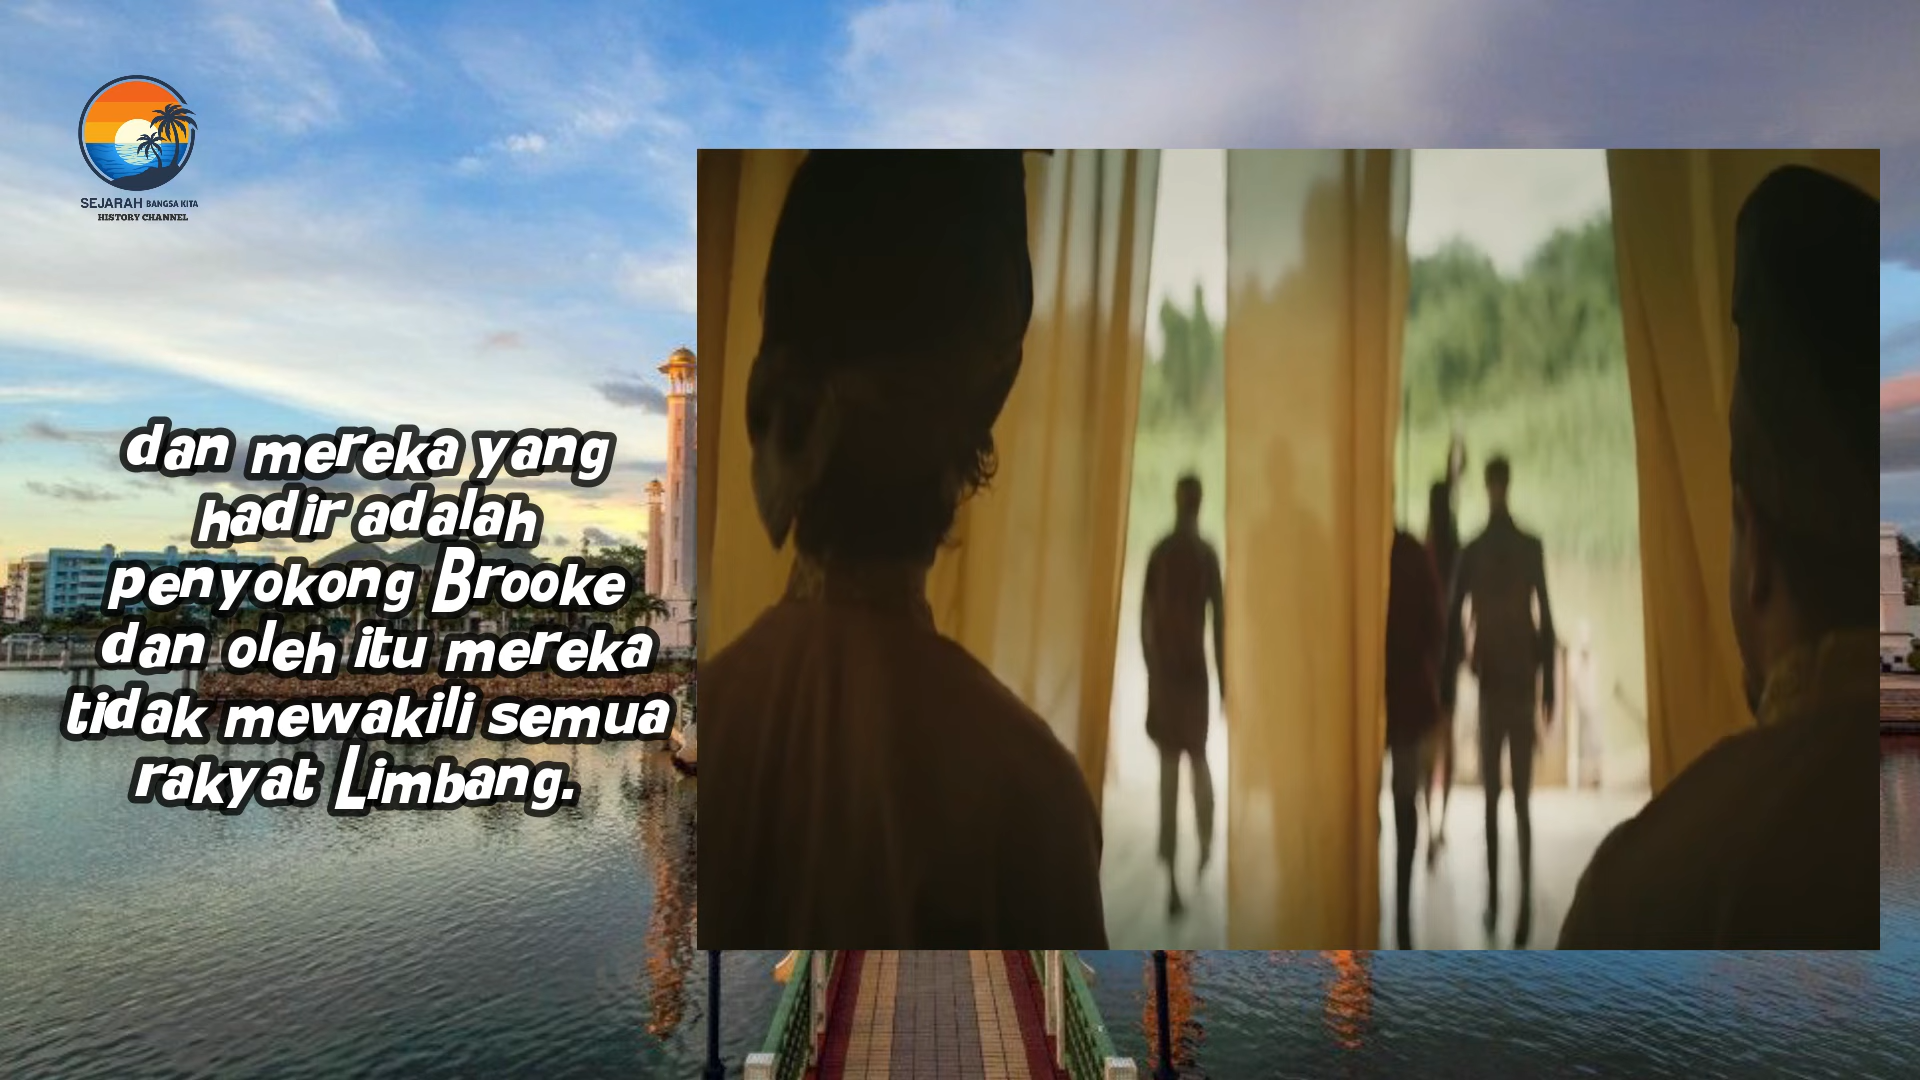 SEJARAH BANGSA KITA
HISTORY CHANNEL
dan mereka yang
hadir adalah
penyokong Brooke
dan oleh itu mereka
tidak mewakili semua
rakyat Limbang.